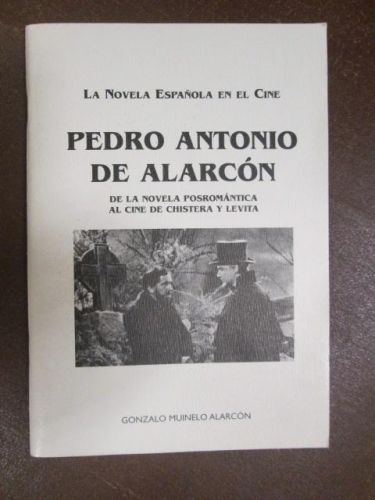 LA NOVELA ESPAÑOLA EN EL CINE
PEDRO ANTONIO
DE ALARCÓN
DE LA NOVELA POSROMÁNTICA
AL CINE DE CHISTERA Y LEVITA
GONZALO MUINELO ALARCÓN